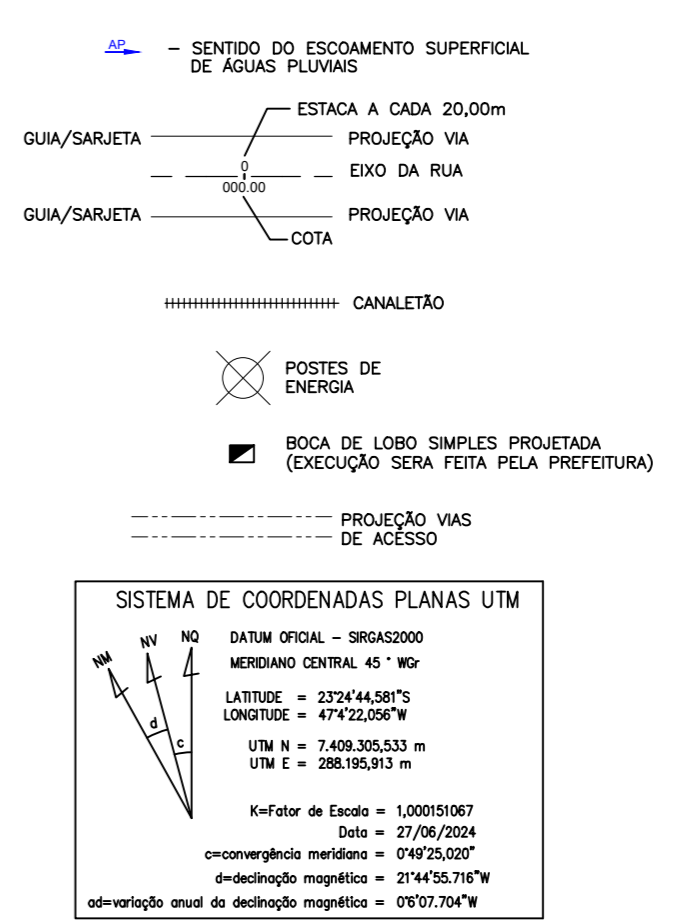 AP – SENTIDO DO ESCOAMENTO SUPERFICIAL
DE ÁGUAS PLUVIAIS
ESTACA A CADA 20,00m
GUIA/SARJETA PROJEÇÃO VIA
0
EIXO DA RUA
000.00
GUIA/SARJETA PROJEÇÃO VIA
COTA
CANALETÃO
POSTES DE
ENERGIA
BOCA DE LOBO SIMPLES PROJETADA
(EXECUÇÃO SERA FEITA PELA PREFEITURA)
PROJEÇÃO VIAS
DE ACESSO
SISTEMA DE COORDENADAS PLANAS UTM
NM NV NQ
DATUM OFICIAL – SIRGAS2000
MERIDIANO CENTRAL 45 ° WGr
LATITUDE = 23°24'44,581"S
LONGITUDE = 47°4'22,056"W
d
c
UTM N = 7.409.305,533 m
UTM E = 288.195,913 m
K=Fator de Escala = 1,000151067
Data = 27/06/2024
c=convergência meridiana = 0°49'25,020"
d=declinação magnética = 21°44'55.716"W
ad=variação anual da declinação magnética = 0°6'07.704"W